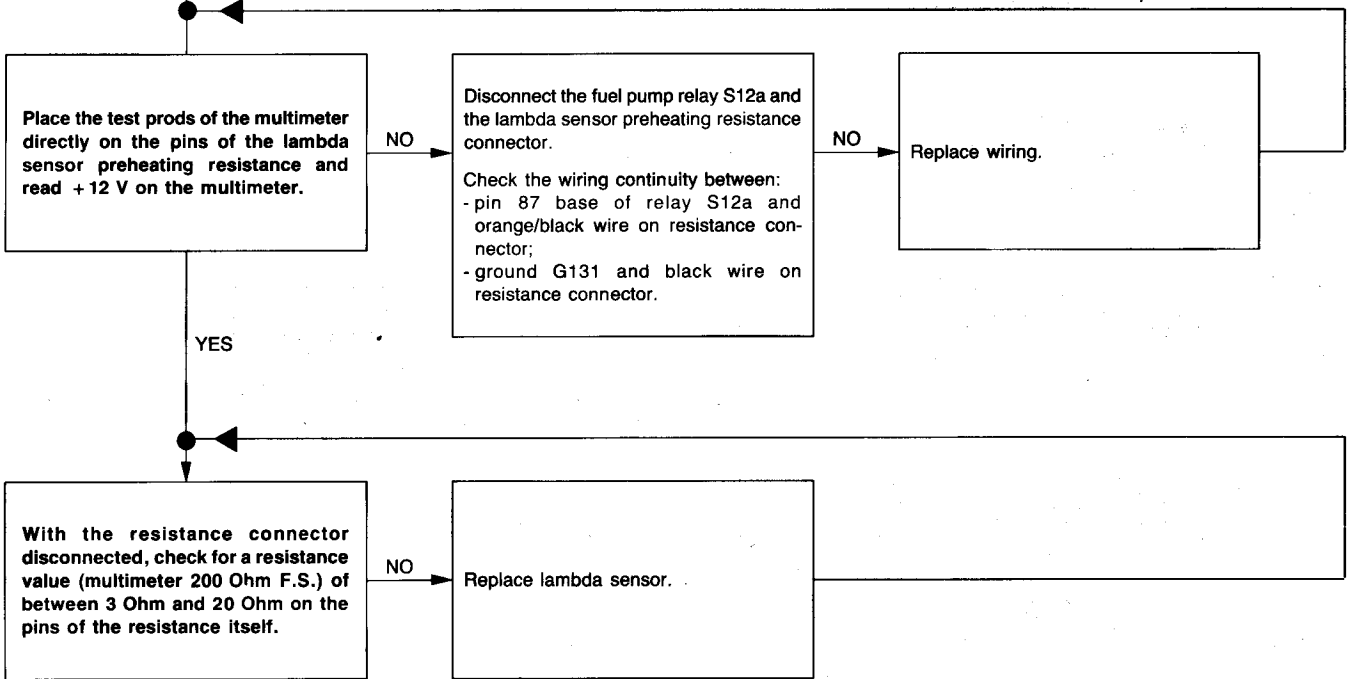 Place the test prods of the multimeter
directly on the pins of the lambda
sensor preheating resistance and
read + 12 V on the multimeter.
NO
Disconnect the fuel pump relay S12a and
the lambda sensor preheating resistance
connector.
Check the wiring continuity between:
- pin 87 base of relay S12a and
orange/black wire on resistance con-
nector;
- ground G131 and black wire on
resistance connector.
NO
Replace wiring.
YES
With the resistance connector
disconnected, check for a resistance
value (multimeter 200 Ohm F.S.) of
between 3 Ohm and 20 Ohm on the
pins of the resistance itself.
NO
Replace lambda sensor.